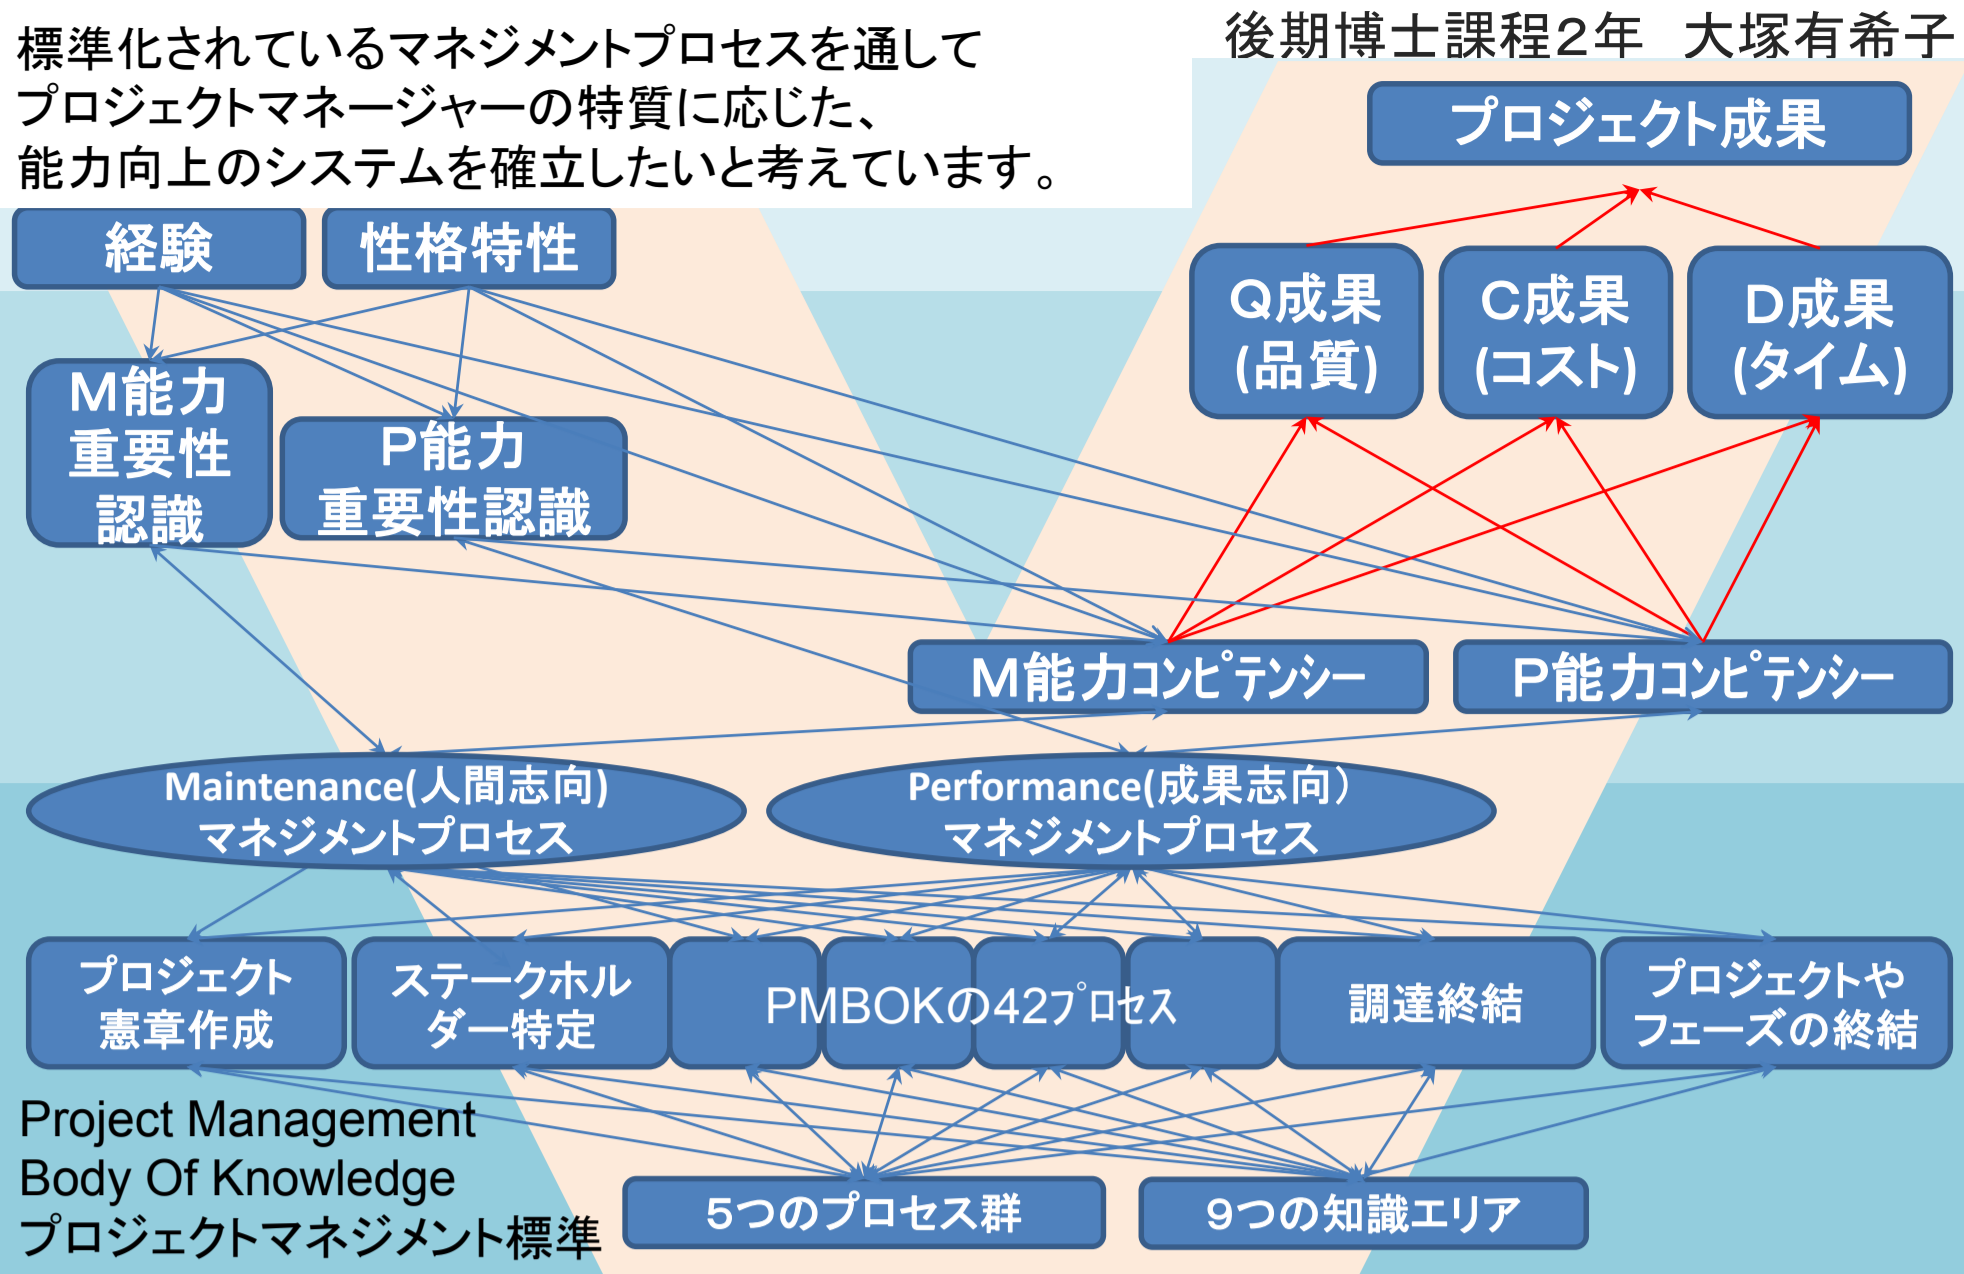 後期博士課程2年　大塚有希子
標準化されているマネジメントプロセスを通して
プロジェクトマネージャーの特質に応じた、
能力向上のシステムを確立したいと考えています。
プロジェクト成果
経験
性格特性
Q成果
(品質)
C成果
(コスト)
D成果
(タイム)
M能力
重要性
認識
P能力
重要性認識
M能力ｺﾝﾋﾟﾃﾝｼｰ
P能力ｺﾝﾋﾟﾃﾝｼｰ
Maintenance(人間志向)
マネジメントプロセス
Performance(成果志向）
マネジメントプロセス
プロジェクト
憲章作成
ステークホル
ダー特定
PMBOKの42ﾌﾟﾛｾｽ
調達終結
プロジェクトや
フェーズの終結
Project Management
Body Of Knowledge
プロジェクトマネジメント標準
5つのプロセス群
9つの知識エリア